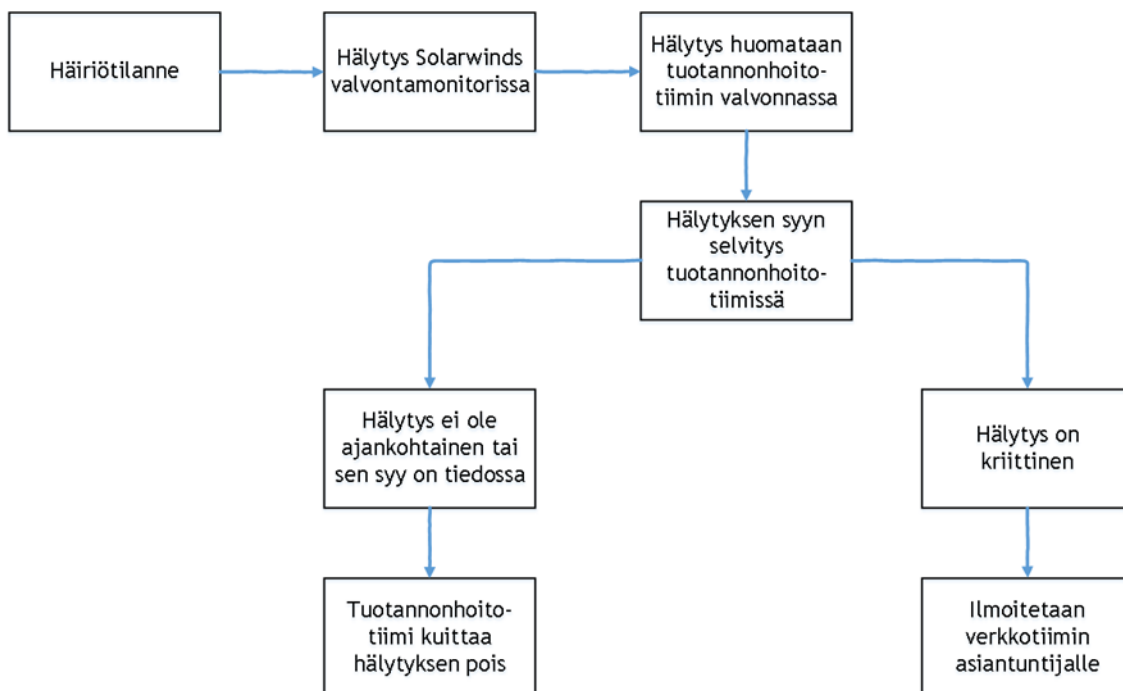 Häiriötilanne
Hälytys Solarwinds
valvontamonitorissa
Hälytys huomataan
tuotannonhoito-
tiimin valvonnassa
Hälytyksen syyn
selvitys
tuotannonhoito-
tiimissä
Hälytys ei ole
ajankohtainen tai
sen syy on tiedossa
Hälytys on
kriittinen
Tuotannonhoito-
tiimi kuittaa
hälytyksen pois
Ilmoitetaan
verkkotiimin
asiantuntijalle